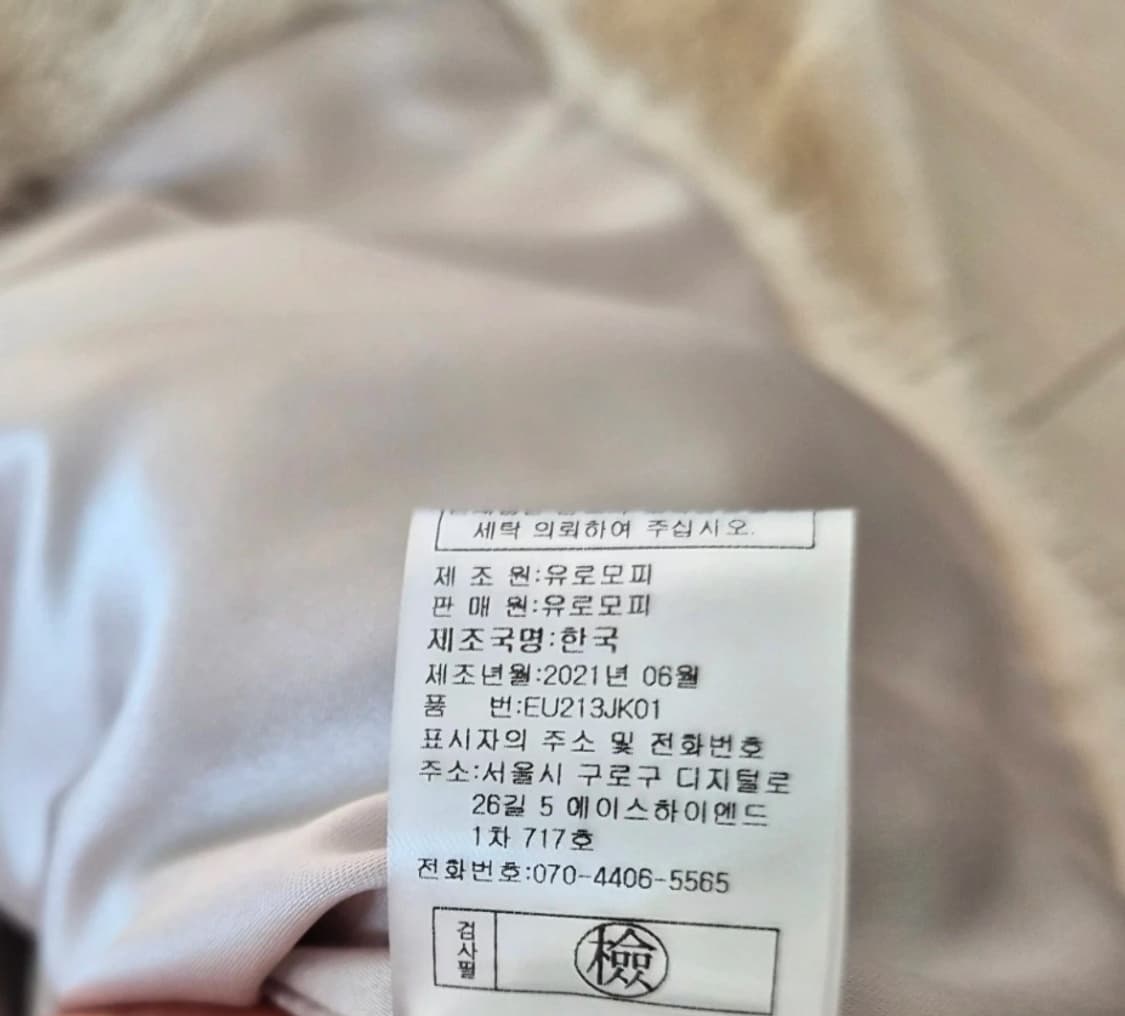 세탁 의뢰하여 주십시오.
제 조 원:유로모피
판 매 원:유로모피
제조국명:한국
제조년월:2021년 06월
품 번:EU213JK01
표시자의 주소 및 전화번호
주소:서울시 구로구 디지털로
26길 5 에이스하이엔드
1차 717호
전화번호:070-4406-5565
검사필
檢